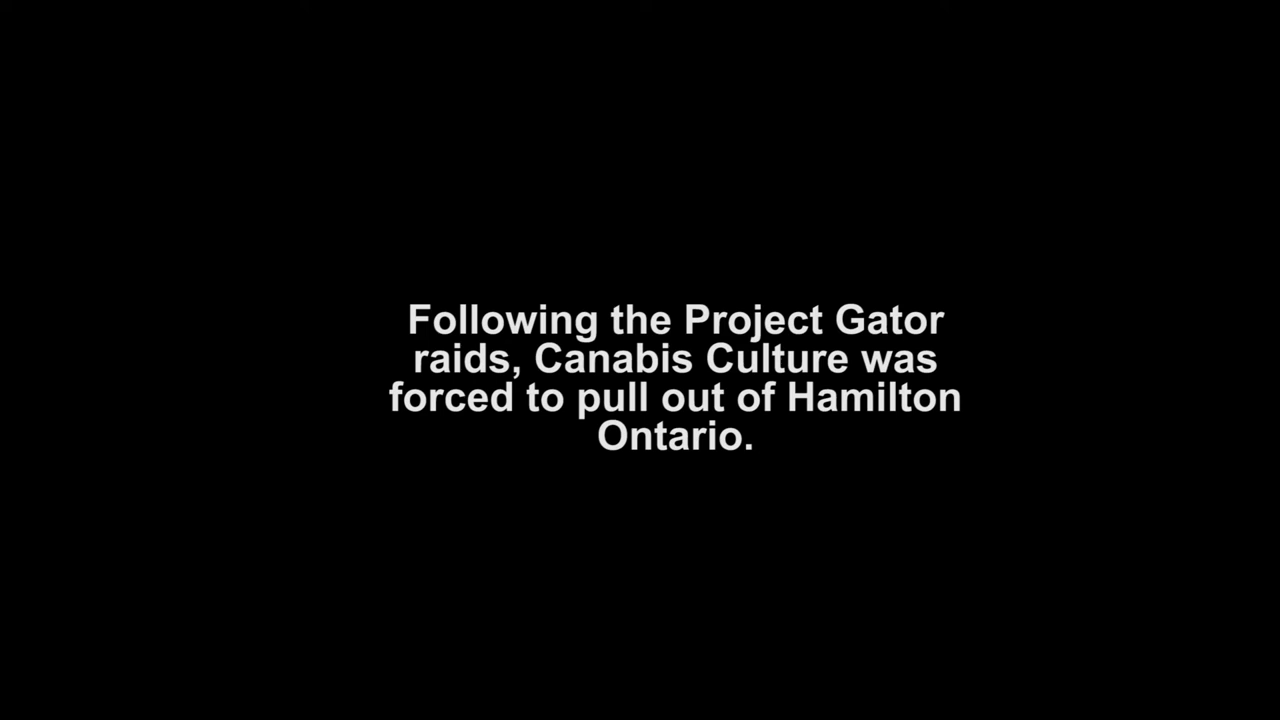 Following the Project Gator
raids, Canabis Culture was
forced to pull out of Hamilton
Ontario.